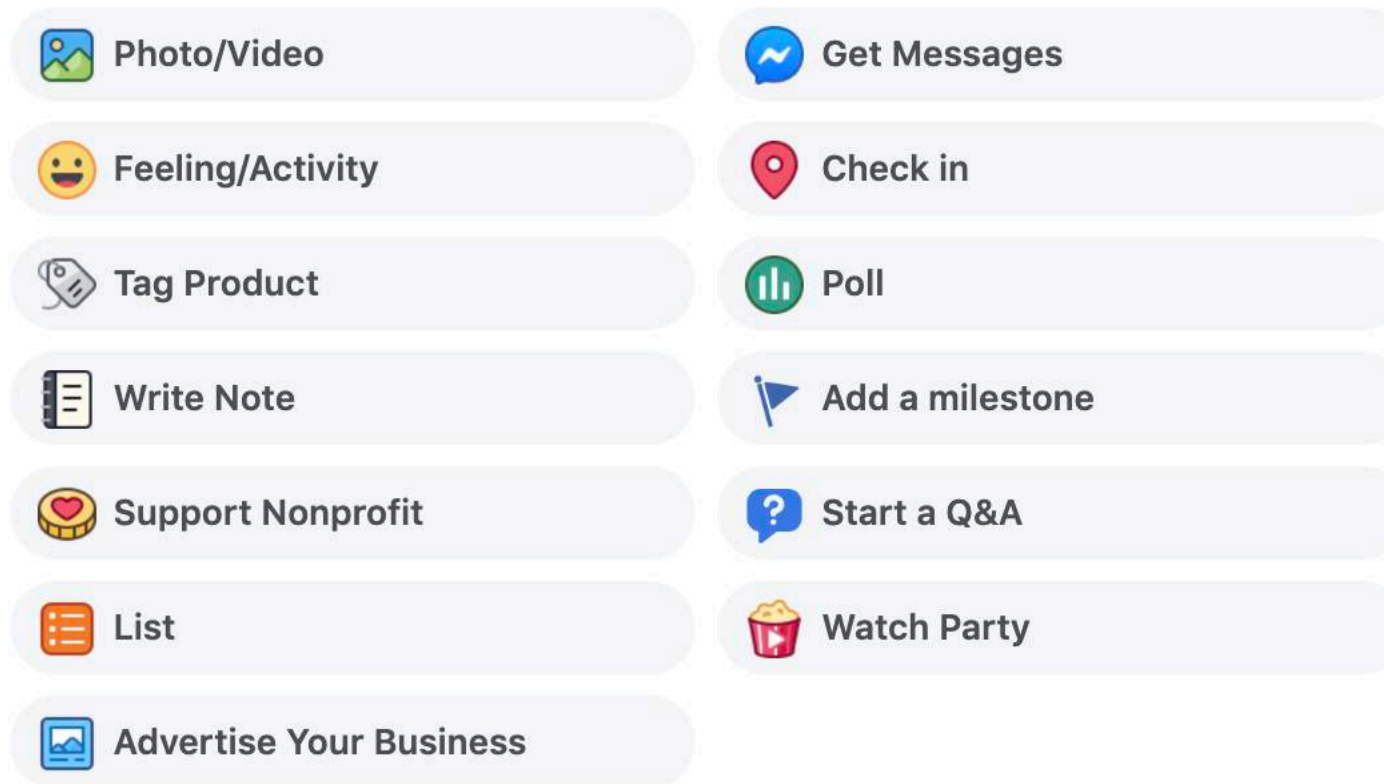 Photo/Video
Get Messages
Feeling/Activity
Check in
Tag Product
Poll
Write Note
Add a milestone
Support Nonprofit
Start a Q&A
List
Watch Party
Advertise Your Business